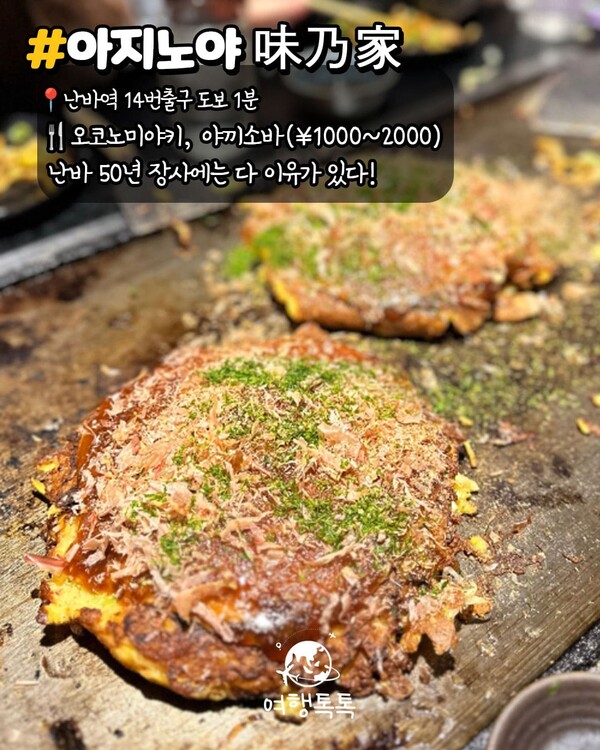 #아지노야 味乃家
📍난바역 14번출구 도보 1분
🍴오코노미야키, 야끼소바(¥1000~2000)
난바 50년 장사에는 다 이유가 있다!
여행톡톡